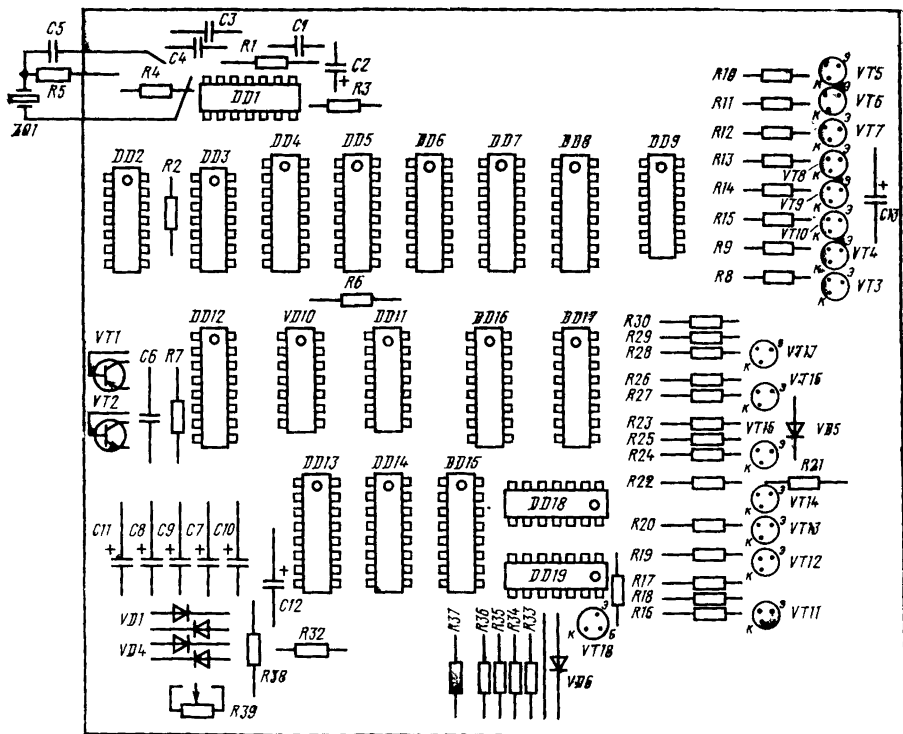 C5
C3
C4
C1
R1
C2
R4
R5
DD1
R3
R10
Э
VT5
К
R11
VT6
R12
Э
VT7
К
R13
VT8
R14
VT9
К
C13
R15
Э
VT10
К
R9
VT4
R8
Э
VT3
К
DD2
R2
DD3
DD4
DD5
DD6
DD7
DD8
DD9
R6
DD12
VD10
DD11
DD16
DD17
VT1
C6
R7
VT2
R30
R29
R28
Э
VT17
К
R26
R27
Э
К
R23
R25
R24
VT16
VD5
Э
К
R21
R22
Э
VT14
К
R20
Э
VT13
К
R19
Э
VT12
К
R17
R18
R16
VT11
К
DD13
DD14
DD15
DD18
DD19
C11
C8
C9
C7
C10
C12
VD1
VD4
R38
R32
R39
R37
R36
R35
R34
R33
Э
К
Б
VT18
VD6